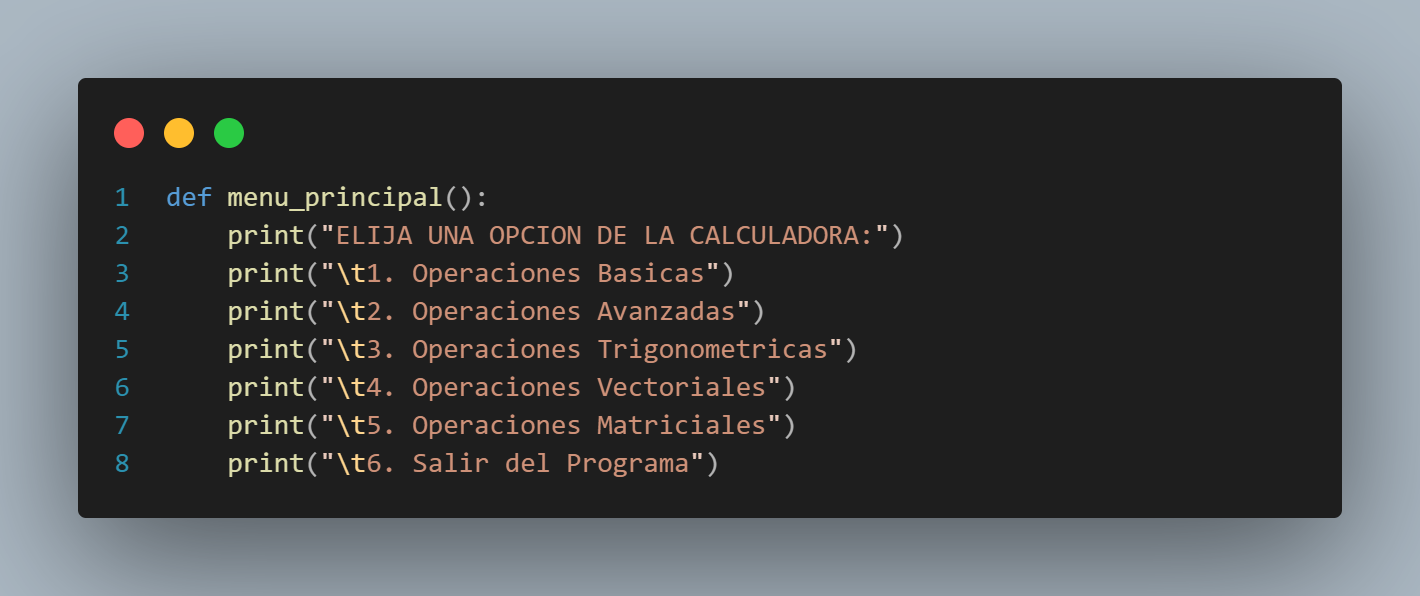 1 def menu_principal():
2     print("ELIJA UNA OPCION DE LA CALCULADORA:")
3     print("\t1. Operaciones Basicas")
4     print("\t2. Operaciones Avanzadas")
5     print("\t3. Operaciones Trigonometricas")
6     print("\t4. Operaciones Vectoriales")
7     print("\t5. Operaciones Matriciales")
8     print("\t6. Salir del Programa")